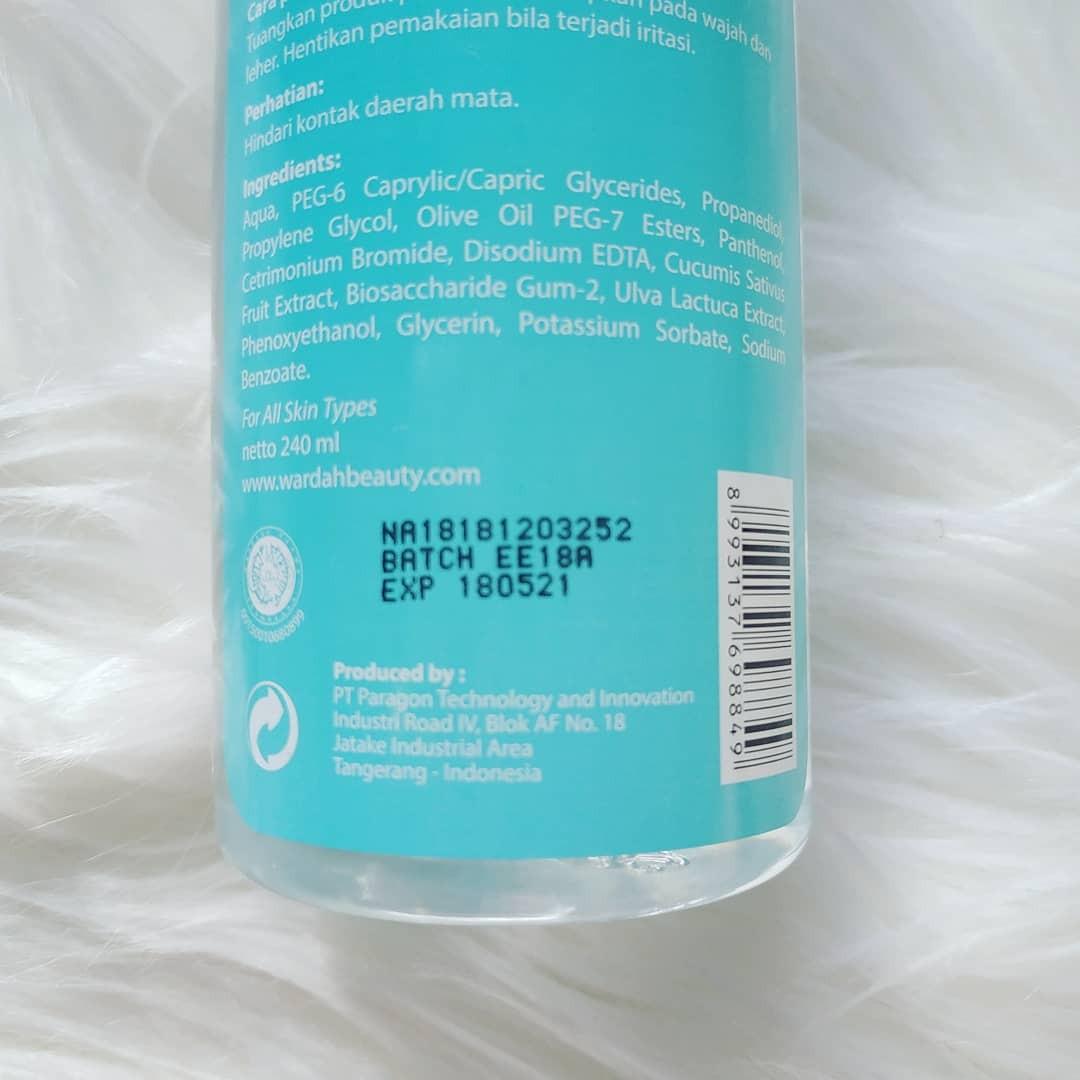 Cara
Tuangkan produk pada wajah dan
leher. Hentikan pemakaian bila terjadi iritasi.
Perhatian:
Hindari kontak daerah mata.
Ingredients:
Aqua, PEG-6 Caprylic/Capric Glycerides, Propanediol,
Propylene Glycol, Olive Oil PEG-7 Esters, Panthenol,
Cetrimonium Bromide, Disodium EDTA, Cucumis Sativus
Fruit Extract, Biosaccharide Gum-2, Ulva Lactuca Extract,
Phenoxyethanol, Glycerin, Potassium Sorbate, Sodium
Benzoate.
For All Skin Types
netto 240 ml
www.wardahbeauty.com
NA18181203252
BATCH EE18A
EXP 180521
Produced by :
PT Paragon Technology and Innovation
Industri Road IV, Blok AF No. 18
Jatake Industrial Area
Tangerang - Indonesia
8 993137 698849